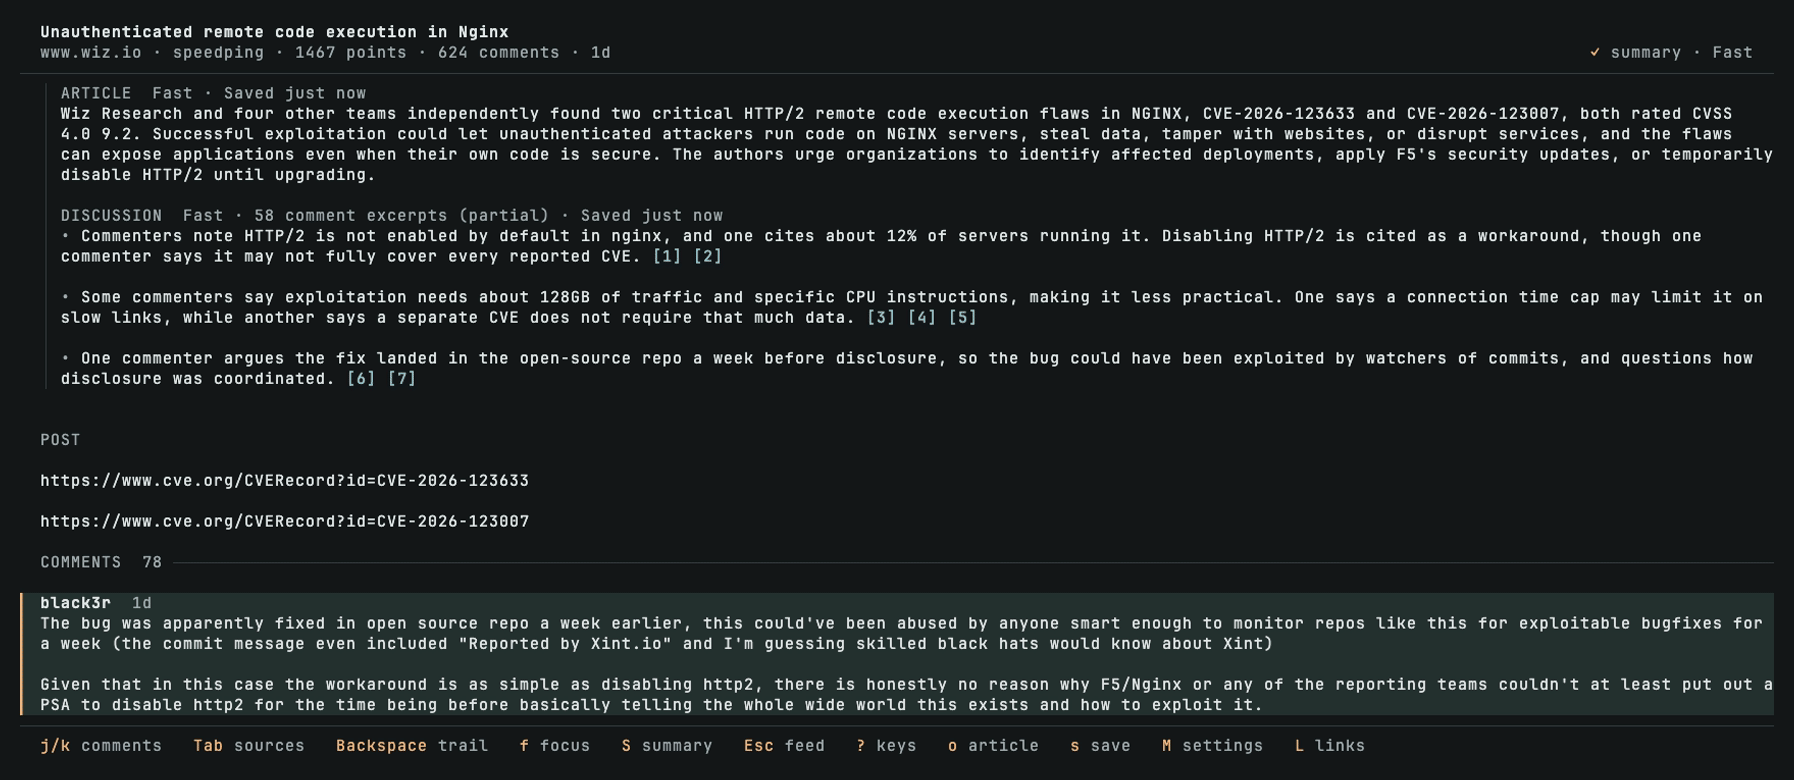 Unauthenticated remote code execution in Nginx
www.wiz.io · speedping · 1467 points · 624 comments · 1d
✓ summary · Fast
ARTICLE  Fast · Saved just now
Wiz Research and four other teams independently found two critical HTTP/2 remote code execution flaws in NGINX, CVE-2026-123633 and CVE-2026-123007, both rated CVSS
4.0 9.2. Successful exploitation could let unauthenticated attackers run code on NGINX servers, steal data, tamper with websites, or disrupt services, and the flaws
can expose applications even when their own code is secure. The authors urge organizations to identify affected deployments, apply F5's security updates, or temporarily
disable HTTP/2 until upgrading.
DISCUSSION  Fast · 58 comment excerpts (partial) · Saved just now
• Commenters note HTTP/2 is not enabled by default in nginx, and one cites about 12% of servers running it. Disabling HTTP/2 is cited as a workaround, though one
commenter says it may not fully cover every reported CVE. [1] [2]
• Some commenters say exploitation needs about 128GB of traffic and specific CPU instructions, making it less practical. One says a connection time cap may limit it on
slow links, while another says a separate CVE does not require that much data. [3] [4] [5]
• One commenter argues the fix landed in the open-source repo a week before disclosure, so the bug could have been exploited by watchers of commits, and questions how
disclosure was coordinated. [6] [7]
POST
https://www.cve.org/CVERecord?id=CVE-2026-123633
https://www.cve.org/CVERecord?id=CVE-2026-123007
COMMENTS  78
black3r  1d
The bug was apparently fixed in open source repo a week earlier, this could've been abused by anyone smart enough to monitor repos like this for exploitable bugfixes for
a week (the commit message even included "Reported by Xint.io" and I'm guessing skilled black hats would know about Xint)
Given that in this case the workaround is as simple as disabling http2, there is honestly no reason why F5/Nginx or any of the reporting teams couldn't at least put out a
PSA to disable http2 for the time being before basically telling the whole wide world this exists and how to exploit it.
j/k comments  Tab sources  Backspace trail  f focus  S summary  Esc feed  ? keys  o article  s save  M settings  L links